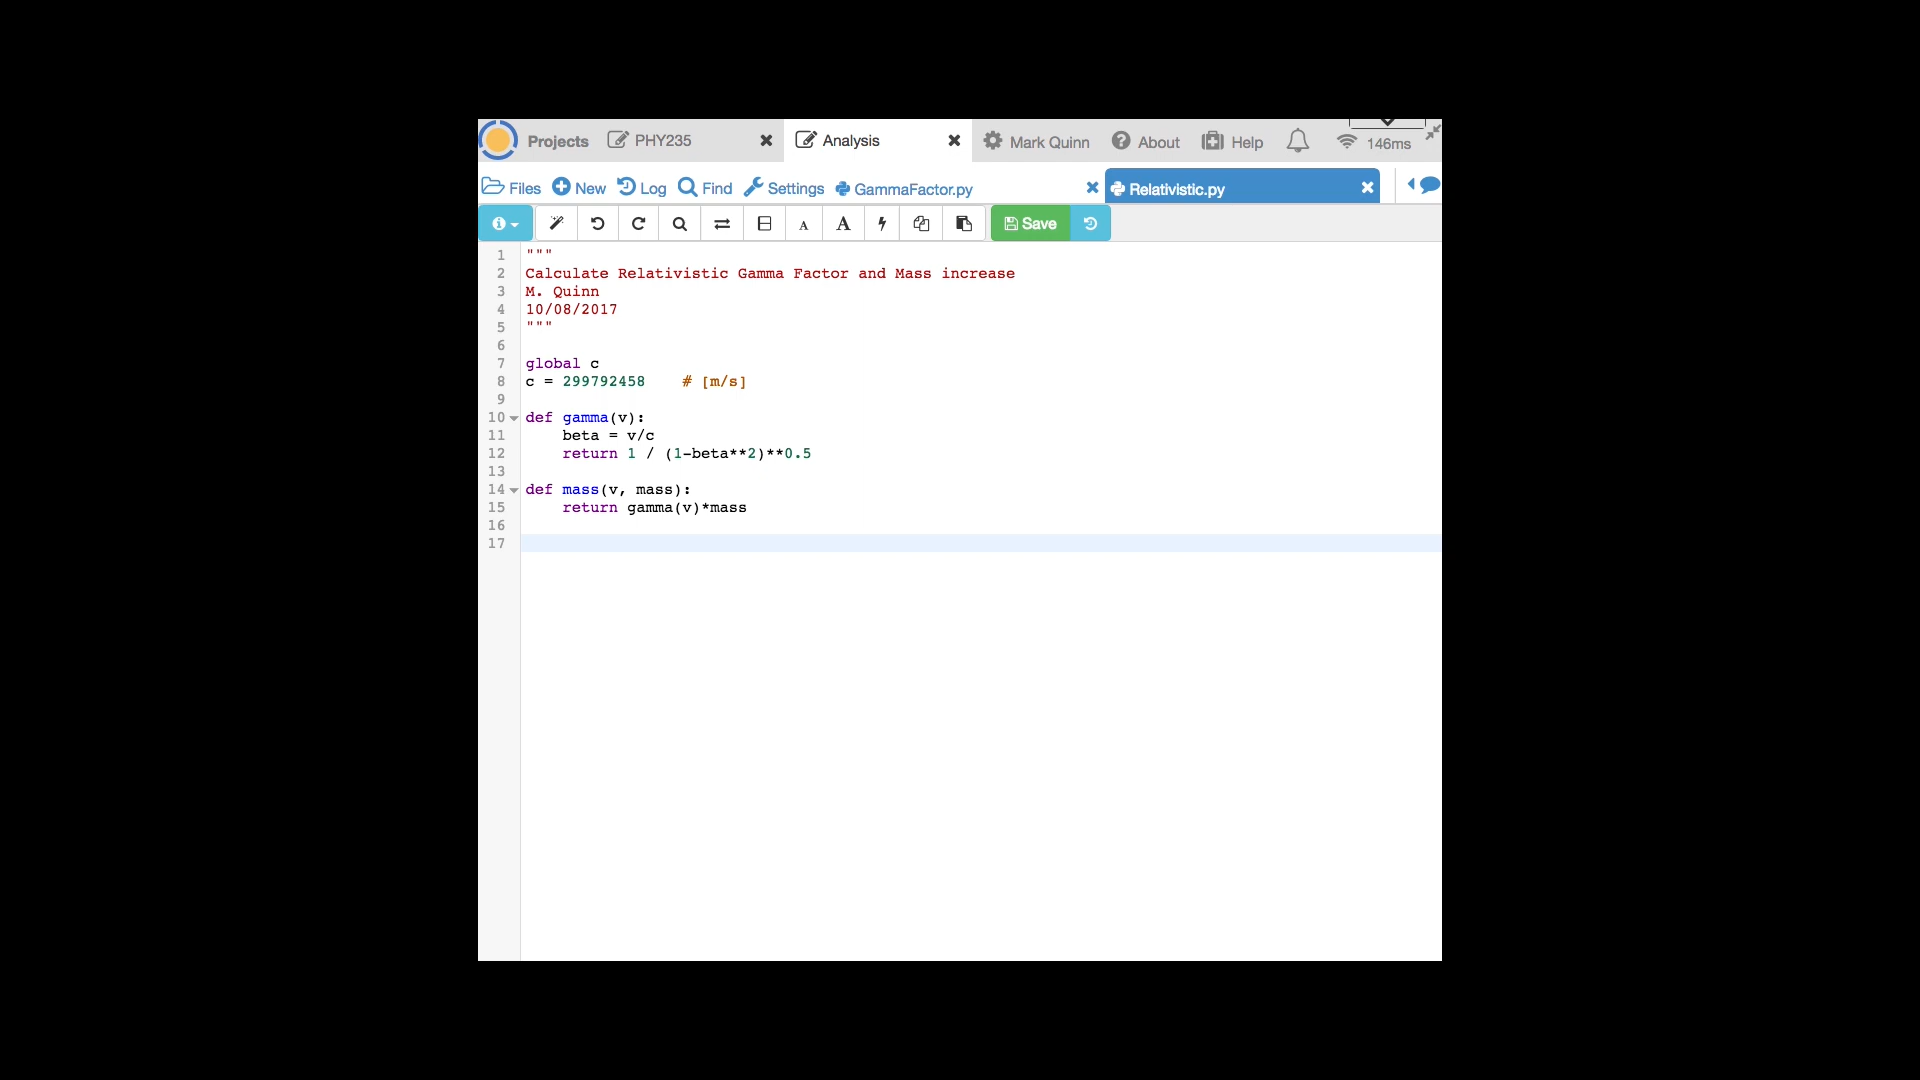 Projects PHY235 Analysis Mark Quinn About Help 146ms
Files New Log Find Settings GammaFactor.py Relativistic.py
A A Save
1 """
2 Calculate Relativistic Gamma Factor and Mass increase
3 M. Quinn
4 10/08/2017
5 """
6
7 global c
8 c = 299792458    # [m/s]
9
10 def gamma(v):
11     beta = v/c
12     return 1 / (1-beta**2)**0.5
13
14 def mass(v, mass):
15     return gamma(v)*mass
16
17